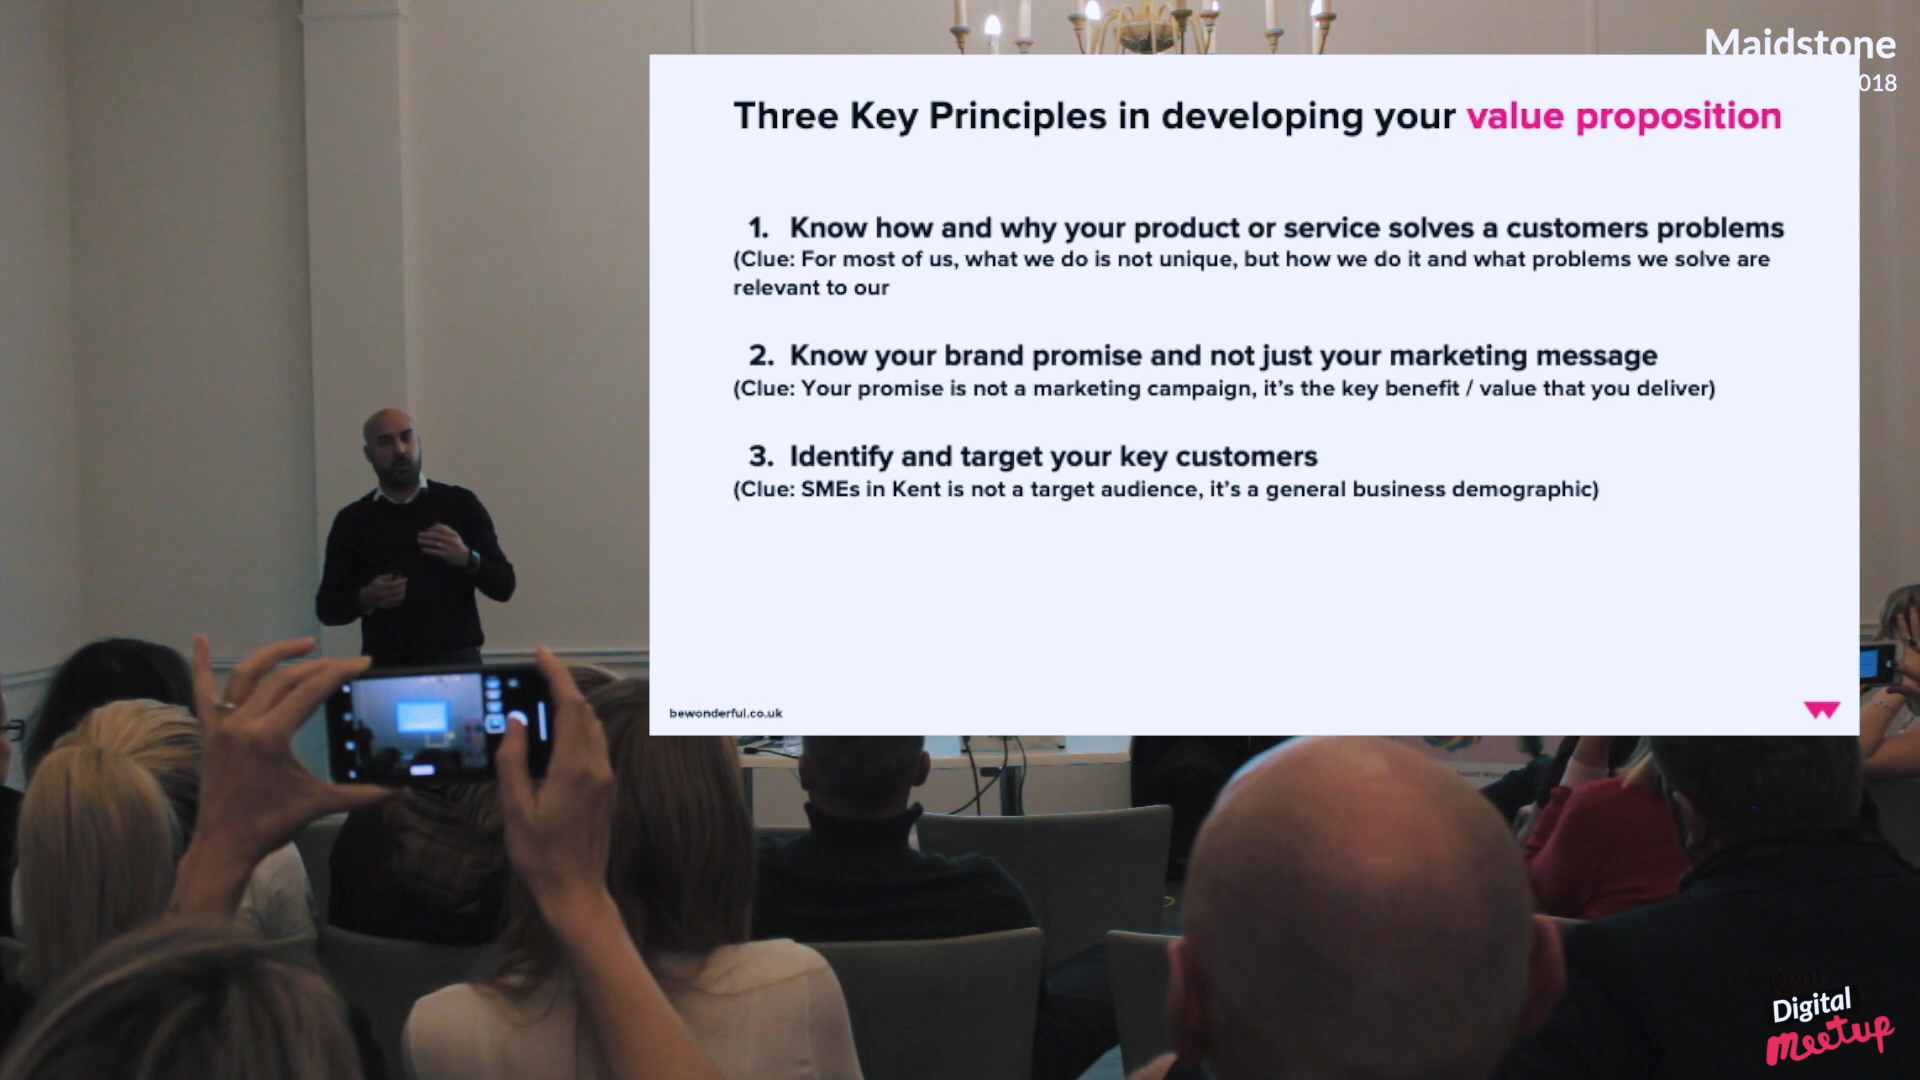 Maidstone
018
Three Key Principles in developing your value proposition
1. Know how and why your product or service solves a customers problems
(Clue: For most of us, what we do is not unique, but how we do it and what problems we solve are
relevant to our
2. Know your brand promise and not just your marketing message
(Clue: Your promise is not a marketing campaign, it's the key benefit / value that you deliver)
3. Identify and target your key customers
(Clue: SMEs in Kent is not a target audience, it's a general business demographic)
bewonderful.co.uk
Kent
Digital
Meetup